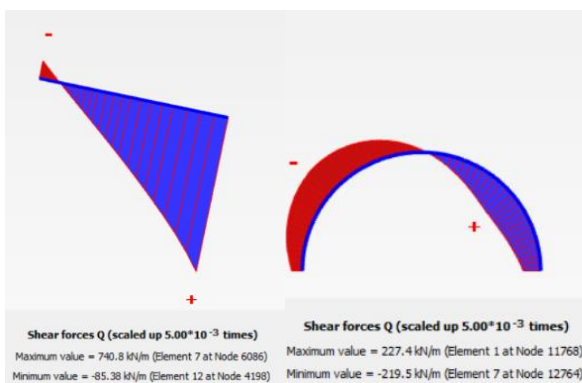 -
+
Shear forces Q (scaled up 5.00*10 -3 times)
Maximum value = 740.8 kN/m (Element 7 at Node 6086)
Minimum value = -85.38 kN/m (Element 12 at Node 4198)
-
+
Shear forces Q (scaled up 5.00*10 -3 times)
Maximum value = 227.4 kN/m (Element 1 at Node 11768)
Minimum value = -219.5 kN/m (Element 7 at Node 12764)